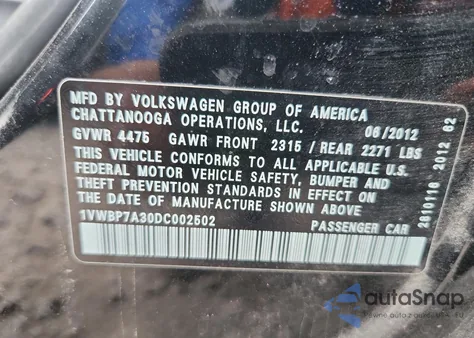 MFD BY VOLKSWAGEN GROUP OF AMERICA
CHATTANOOGA OPERATIONS, LLC. 06/2012
GVWR 4475 GAWR FRONT 2315 / REAR 2271 LBS
THIS VEHICLE CONFORMS TO ALL APPLICABLE U.S.
FEDERAL MOTOR VEHICLE SAFETY, BUMPER AND
THEFT PREVENTION STANDARDS IN EFFECT ON
THE DATE OF MANUFACTURE SHOWN ABOVE
1VWBP7A30DC002502 PASSENGER CAR
2610116 2012 62
autoSnap